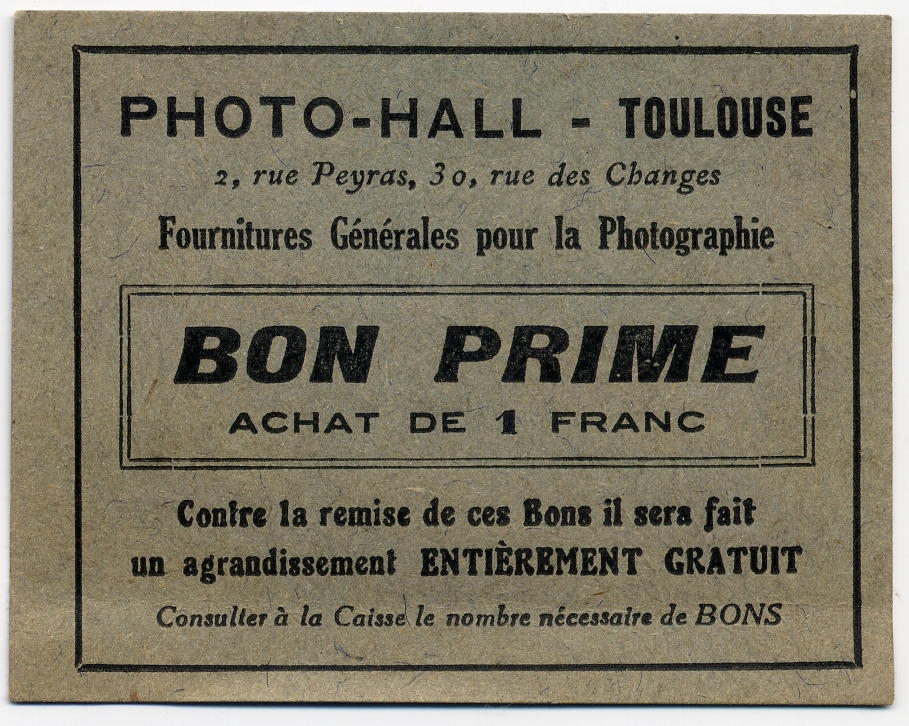 PHOTO-HALL - TOULOUSE
2, rue Peyras, 30, rue des Changes
Fournitures Générales pour la Photographie
BON PRIME
ACHAT DE 1 FRANC
Contre la remise de ces Bons il sera fait
un agrandissement ENTIÈREMENT GRATUIT
Consulter à la Caisse le nombre nécessaire de BONS